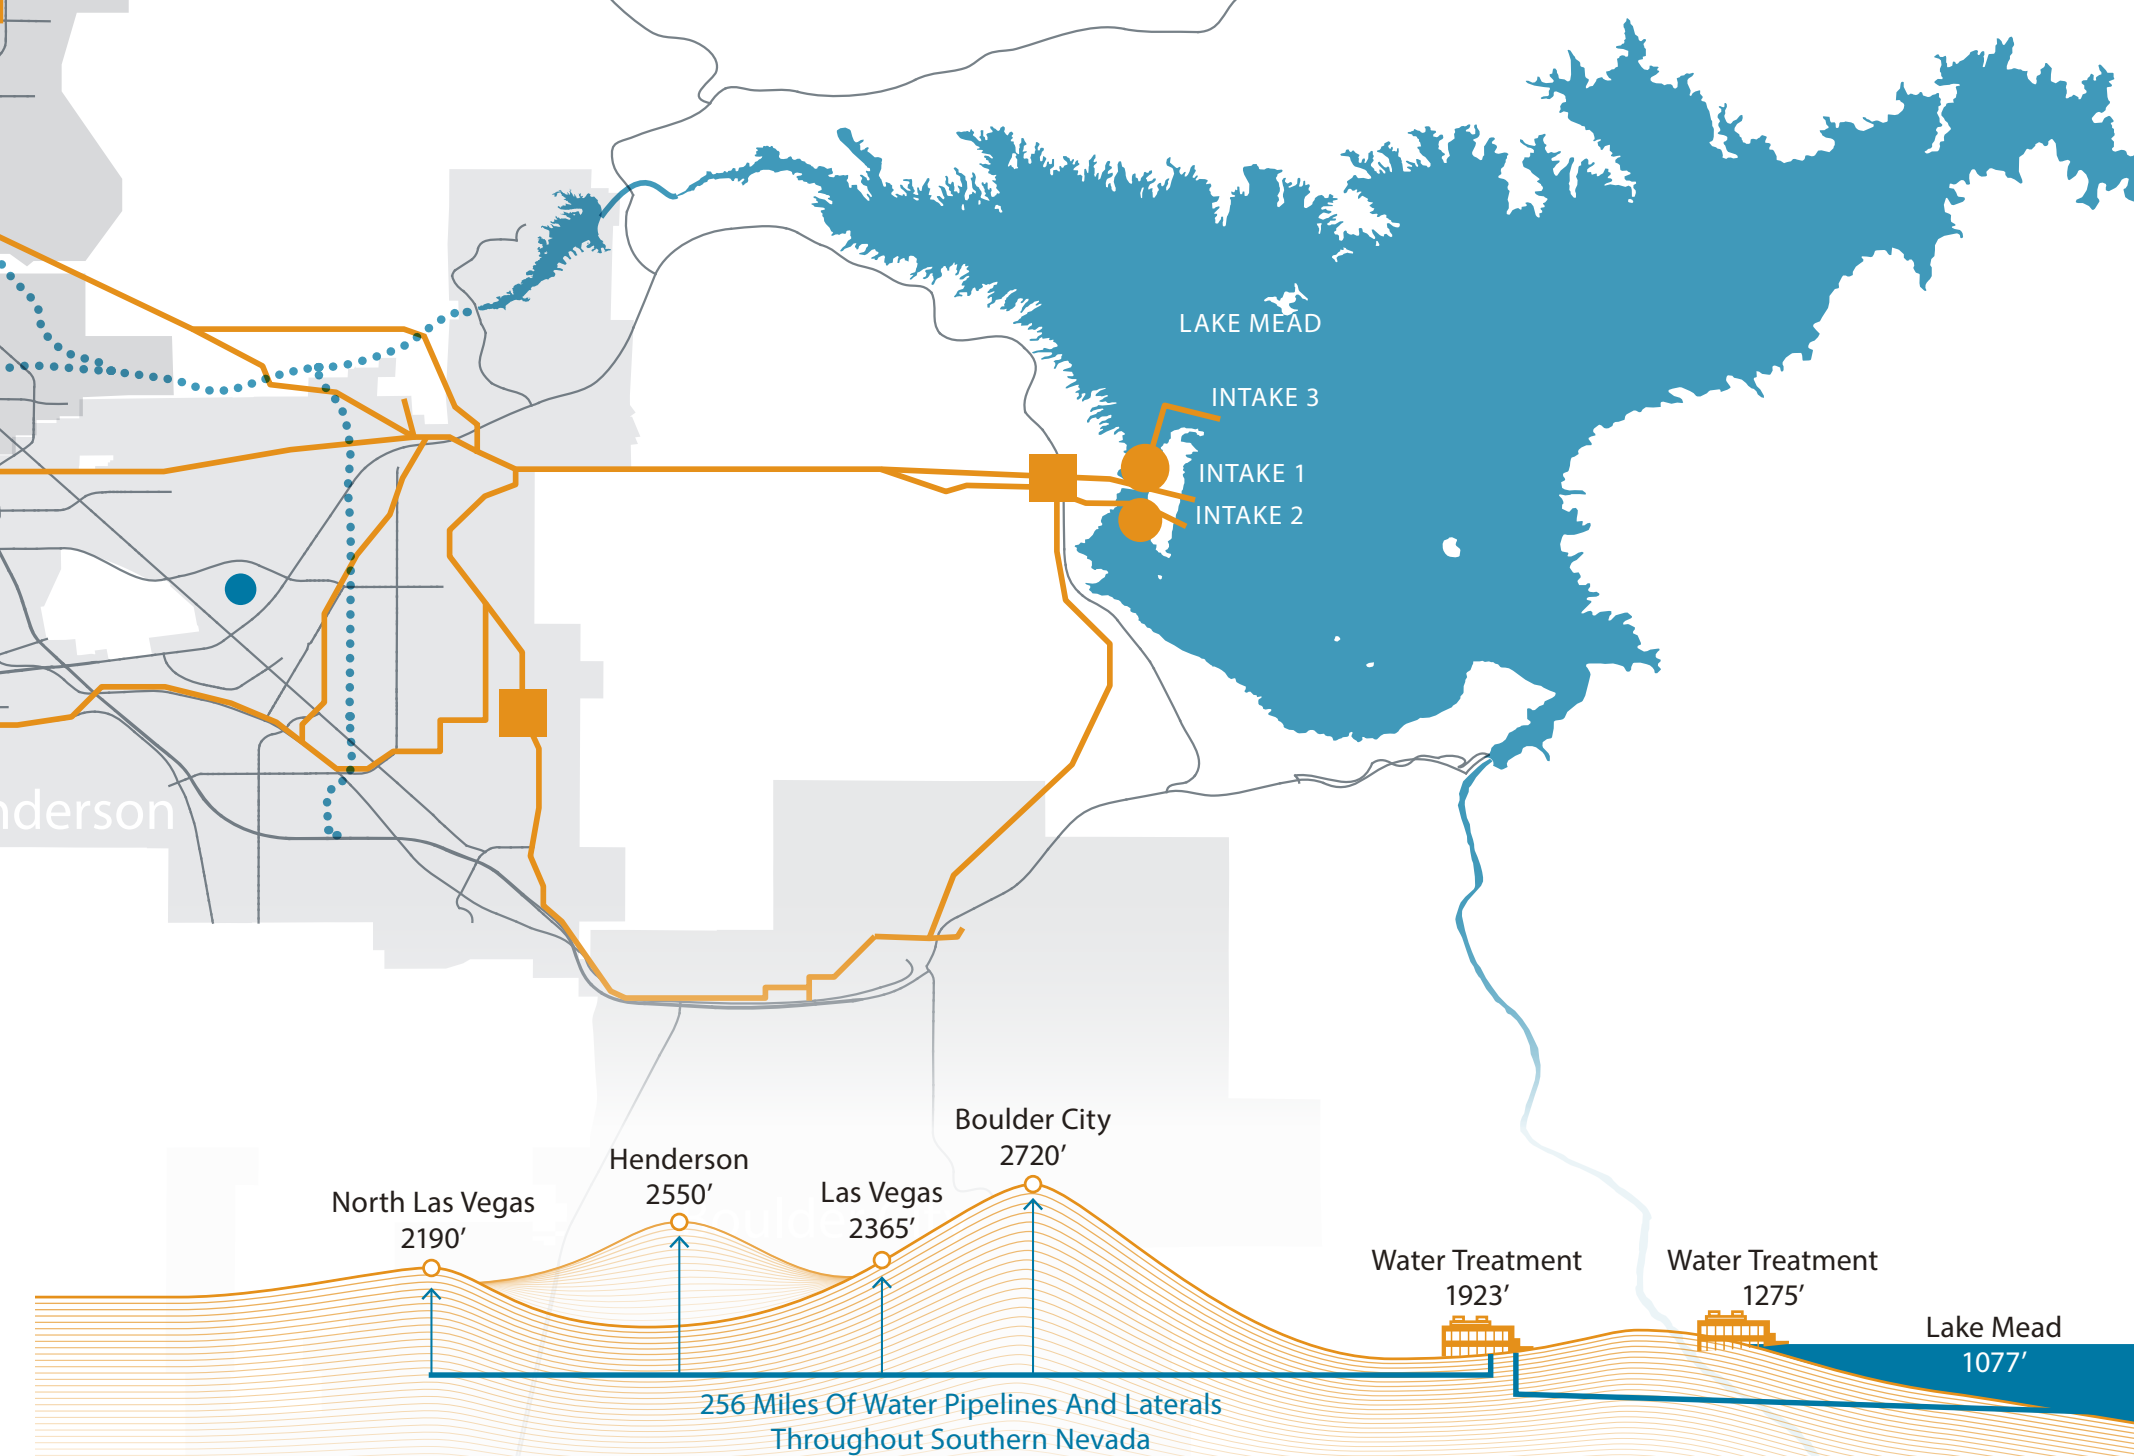 LAKE MEAD
INTAKE 3
INTAKE 1
INTAKE 2
nderson
Boulder City
2720’
Henderson
2550’
Las Vegas
2365’
North Las Vegas
2190’
Water Treatment
1923’
Water Treatment
1275’
Lake Mead
1077’
256 Miles Of Water Pipelines And Laterals
Throughout Southern Nevada